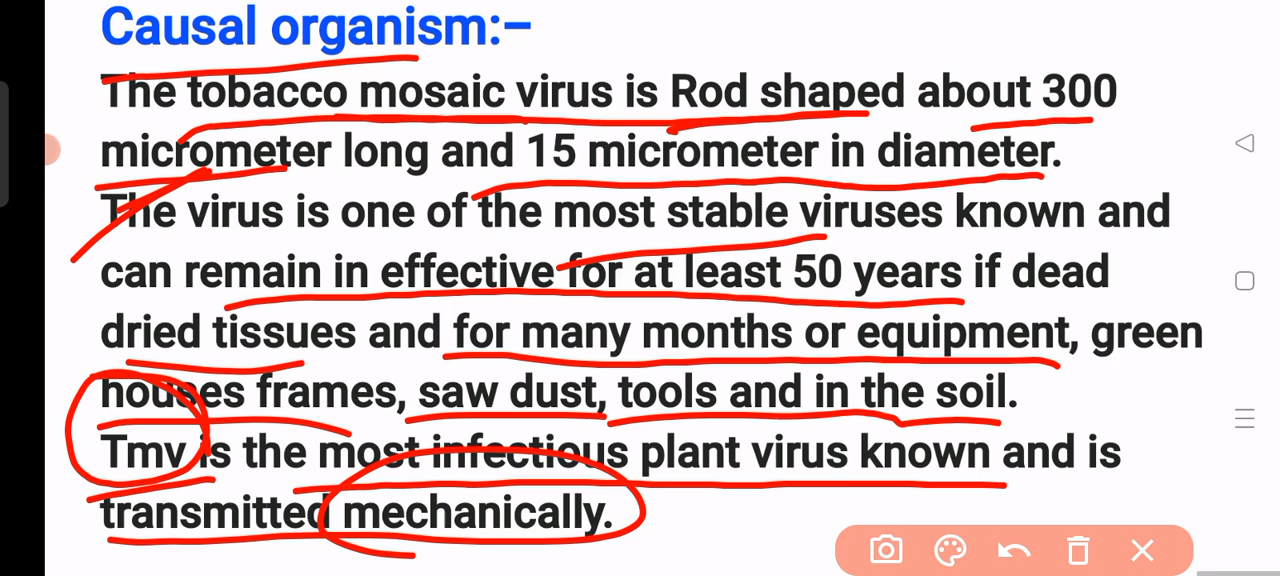 Causal organism:–
The tobacco mosaic virus is Rod shaped about 300
micrometer long and 15 micrometer in diameter.
The virus is one of the most stable viruses known and
can remain in effective for at least 50 years if dead
dried tissues and for many months or equipment, green
houses frames, saw dust, tools and in the soil.
Tmv is the most infectious plant virus known and is
transmitted mechanically.